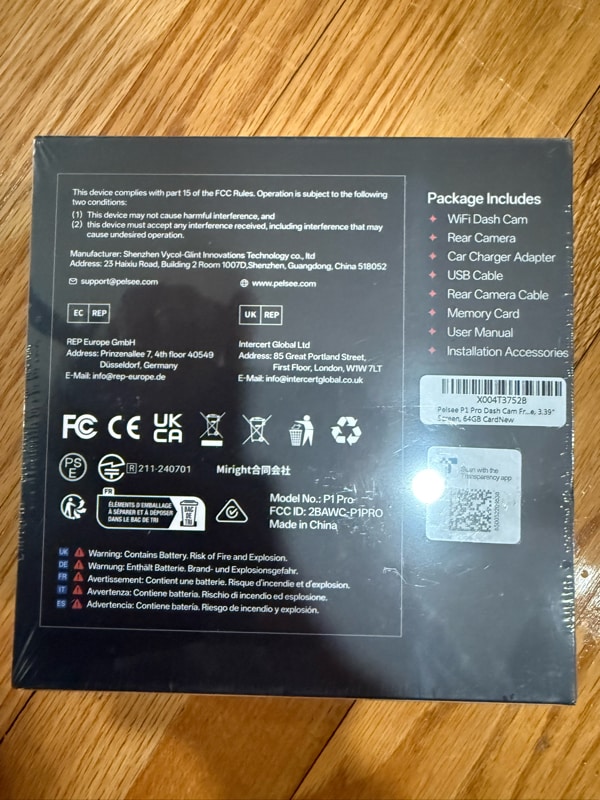 This device complies with part 15 of the FCC Rules. Operation is subject to the following
two conditions:
(1) This device may not cause harmful interference, and
(2) this device must accept any interference received, including interference that may
cause undesired operation.
Manufacturer: Shenzhen Vycol-Glint Innovations Technology co., ltd
Address: 23 Haixiu Road, Building 2 Room 1007D,Shenzhen, Guangdong, China 518052
support@pelsee.com
www.pelsee.com
EC REP
REP Europe GmbH
Address: Prinzenallee 7, 4th floor 40549
Düsseldorf, Germany
E-Mail: info@rep-europe.de
UK REP
Intercert Global Ltd
Address: 85 Great Portland Street,
First Floor, London, W1W 7LT
E-Mail: info@intercertglobal.co.uk
FC CE UK
CA
PS
E
R 211-240701
Miright合同会社
FR
ÉLÉMENTS D'EMBALLAGE
À SÉPARER ET À DÉPOSER
DANS LE BAC DE TRI
BAC DE
TRI
Model No.: P1 Pro
FCC ID: 2BAWC-P1PRO
Made in China
UK Warning: Contains Battery. Risk of Fire and Explosion.
DE Warnung: Enthält Batterie. Brand- und Explosionsgefahr.
FR Avertissement: Contient une batterie. Risque d'incendie et d'explosion.
IT Avvertenza: Contiene batteria. Rischio di incendio ed esplosione.
ES Advertencia: Contiene batería. Riesgo de incendio y explosión.
Package Includes
WiFi Dash Cam
Rear Camera
Car Charger Adapter
USB Cable
Rear Camera Cable
Memory Card
User Manual
Installation Accessories
X004T3752B
Pelsee P1 Pro Dash Cam Fr...e, 3.39"
Screen, 64GB CardNew
Scan with the
Transparency app